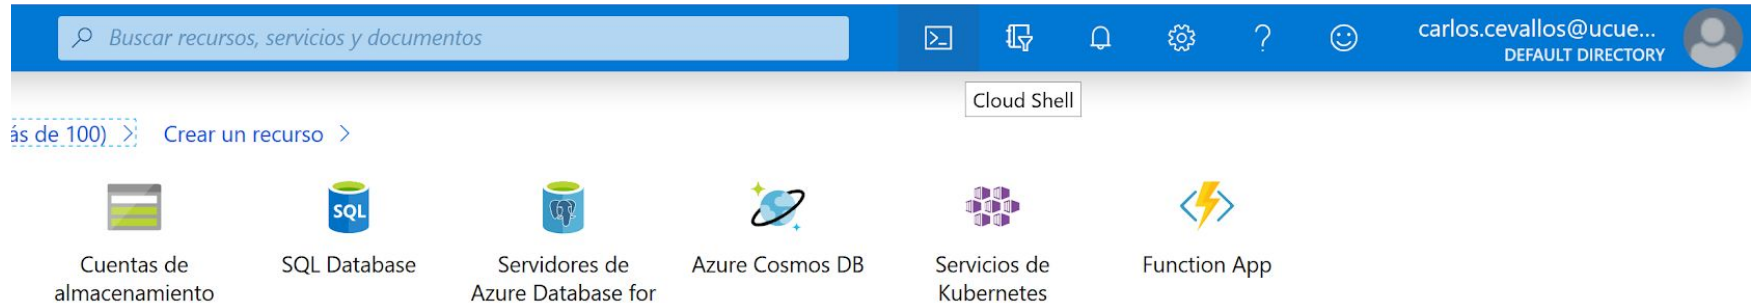 Buscar recursos, servicios y documentos
carlos.cevallos@ucue...
DEFAULT DIRECTORY
Cloud Shell
ás de 100)
Crear un recurso
SQL
Cuentas de
almacenamiento
SQL Database
Servidores de
Azure Database for
Azure Cosmos DB
Servicios de
Kubernetes
Function App